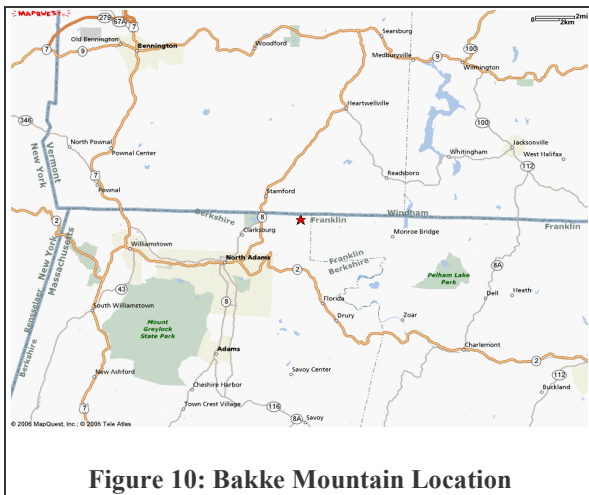 MAPQUEST
279
67A
7
Old Bennington
7
9
Bennington
Woodford
Searsburg
Medburyville
9
100
Wilmington
2mi
2km
Heartwellville
346
North Pownal
Pownal Center
100
Jacksonville
West Halifax
Whitingham
112
Readsboro
Vermont
New York
7
Pownal
Stamford
Berkshire
8
Franklin
Windham
Franklin
2
Clarksburg
Monroe Bridge
Williamstown
Franklin
Berkshire
North Adams
2
8A
Pelham Lake
Park
New York
Massachusetts
Rensselaer
Berkshire
43
8
Florida
Dell
Heath
South Williamstown
Drury
Zoar
Mount
Greylock
State Park
Charlemont
Adams
2
New Ashford
Savoy Center
112
Cheshire Harbor
Buckland
7
Town Crest Village
116
8A
Savoy
© 2006 MapQuest, Inc.; © 2006 Tele Atlas
Figure 10: Bakke Mountain Location